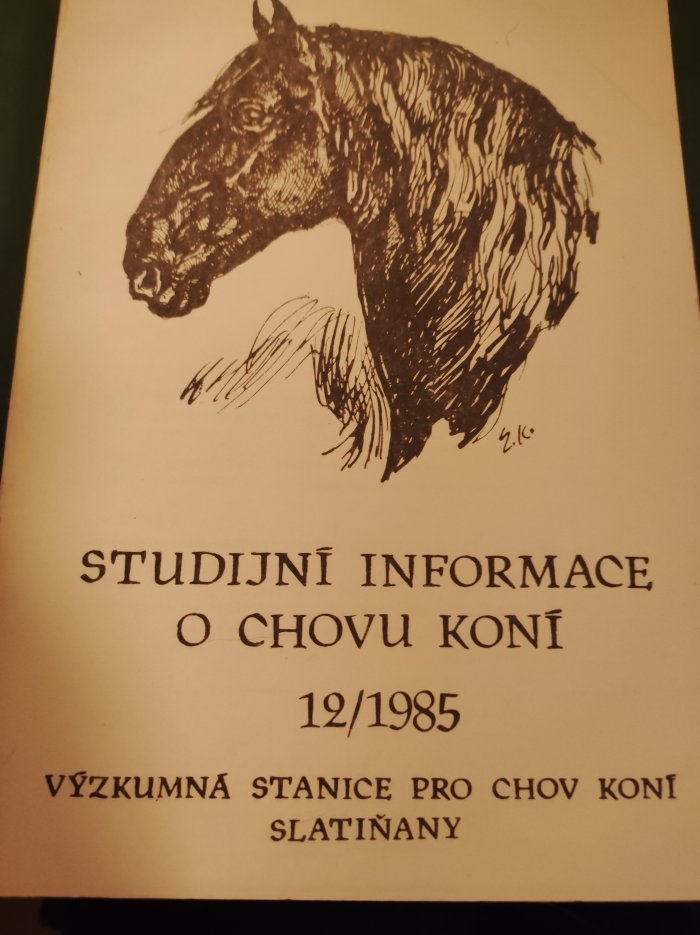 E.K.
STUDIJNÍ INFORMACE
O CHOVU KONÍ
12/1985
VÝZKUMNÁ STANICE PRO CHOV KONÍ
SLATIŇANY